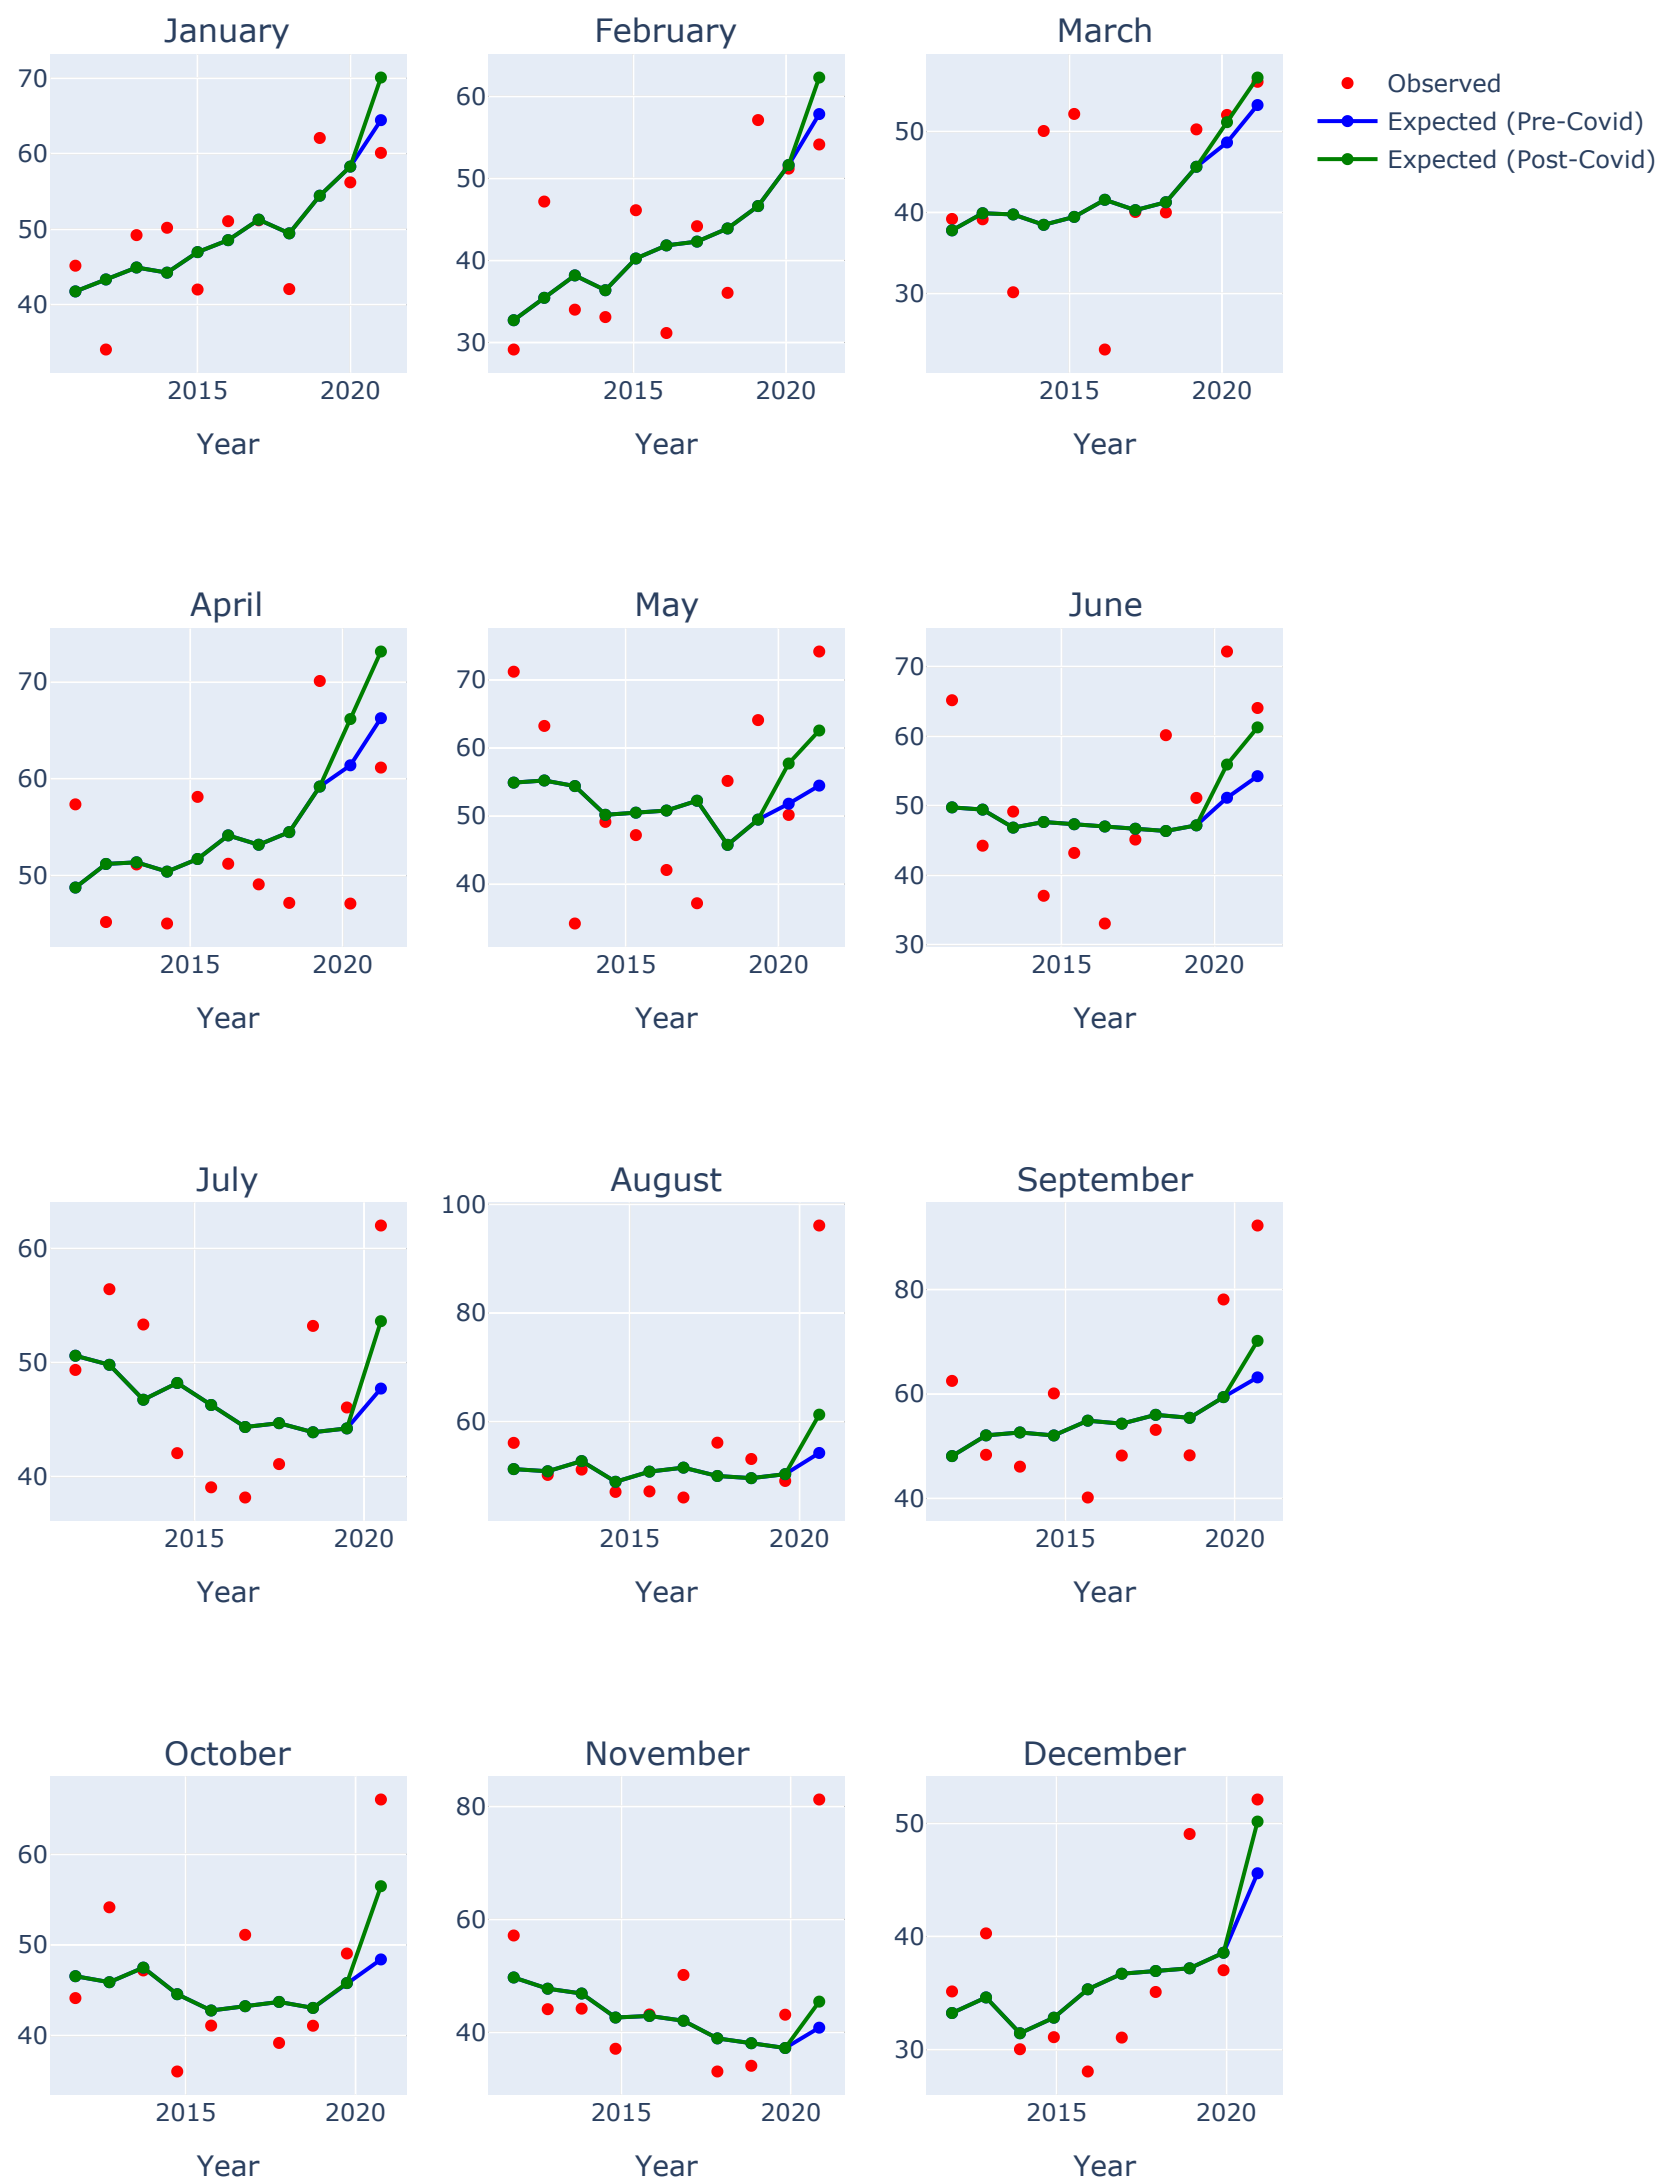 January
February
March
70
60
50
40
2015
2020
Year
60
50
40
30
2015
2020
Year
50
40
30
2015
2020
Year
Observed
Expected (Pre-Covid)
Expected (Post-Covid)
April
May
June
70
60
50
2015
2020
Year
70
60
50
40
2015
2020
Year
70
60
50
40
30
2015
2020
Year
July
August
September
60
50
40
2015
2020
Year
100
80
60
2015
2020
Year
80
60
40
2015
2020
Year
October
November
December
60
50
40
2015
2020
Year
80
60
40
2015
2020
Year
50
40
30
2015
2020
Year